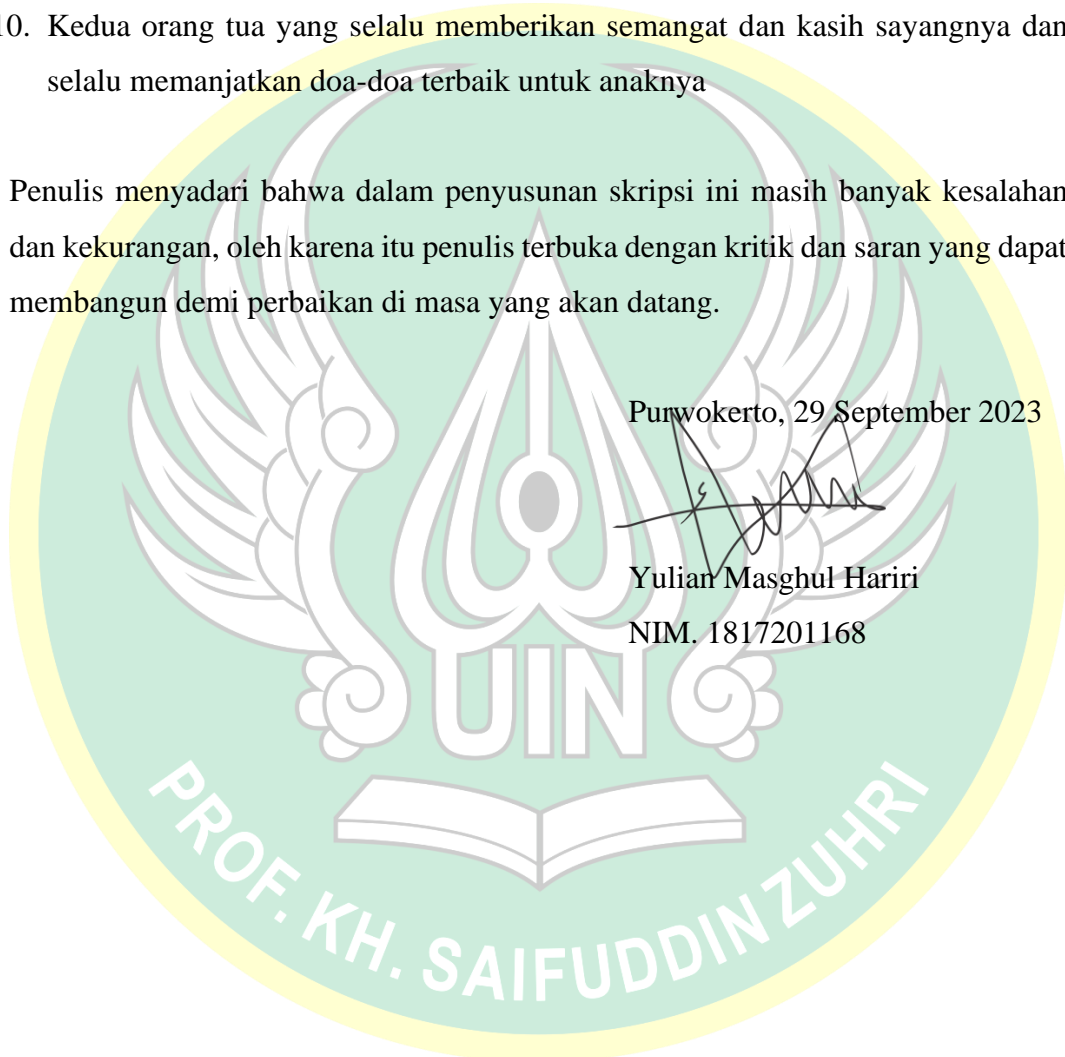 10. Kedua orang tua yang selalu memberikan semangat dan kasih sayangnya dan
selalu memanjatkan doa-doa terbaik untuk anaknya
Penulis menyadari bahwa dalam penyusunan skripsi ini masih banyak kesalahan
dan kekurangan, oleh karena itu penulis terbuka dengan kritik dan saran yang dapat
membangun demi perbaikan di masa yang akan datang.
Purwokerto, 29 September 2023
Yulian Masghul Hariri
NIM. 1817201168
UIN
PROF. KH. SAIFUDDIN ZUHRI